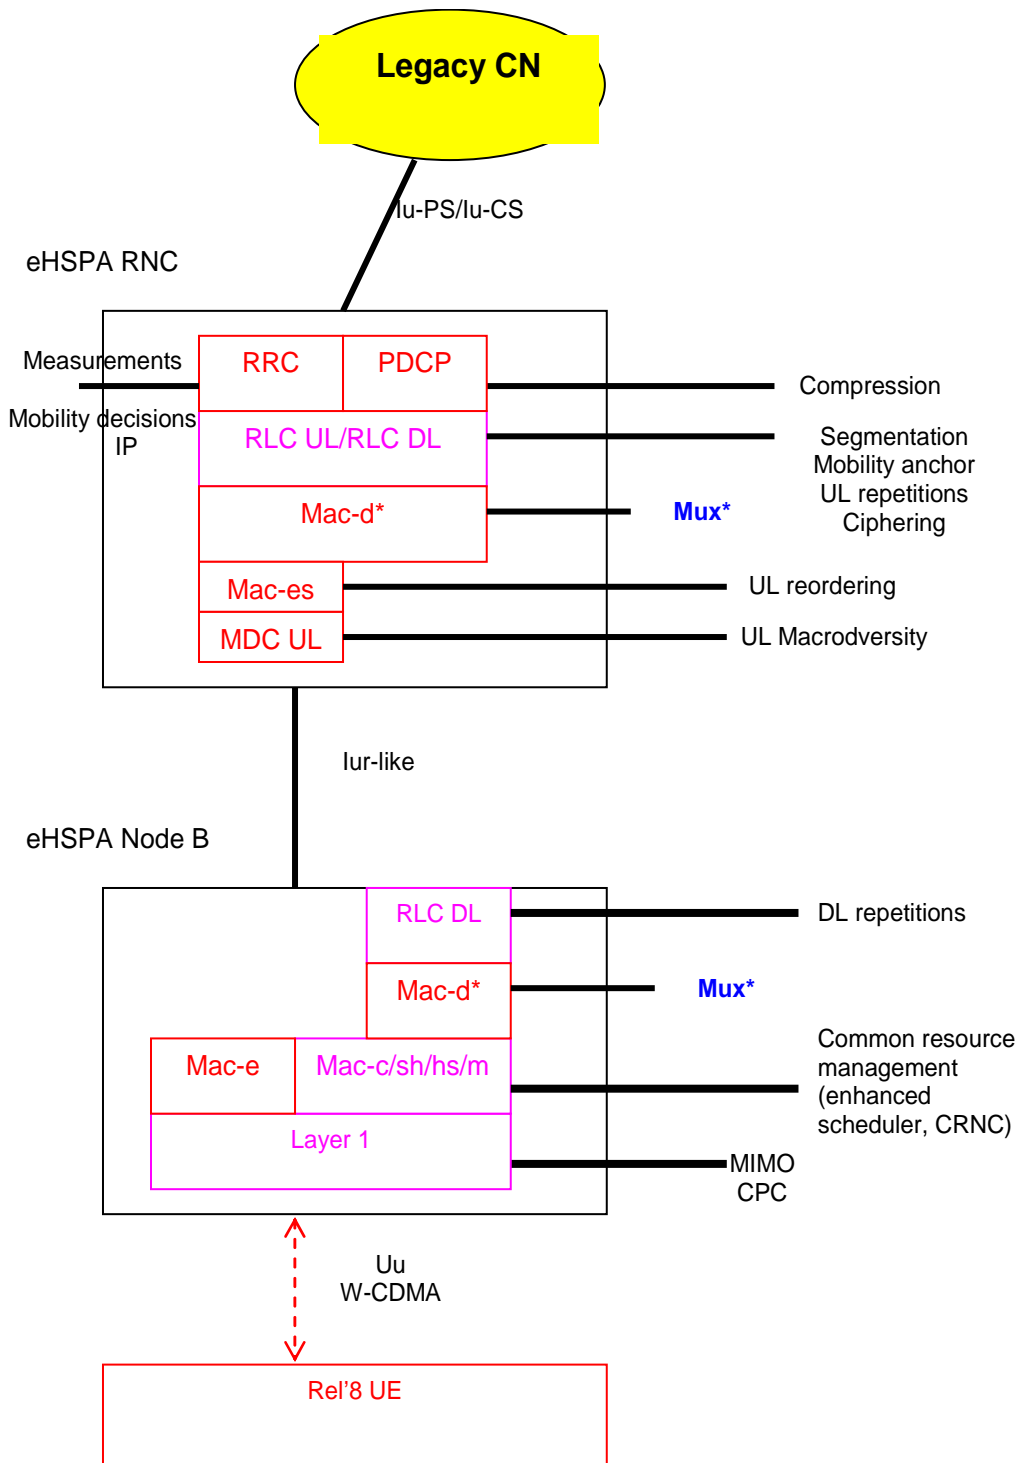 Legacy CN
Iu-PS/Iu-CS
eHSPA RNC
Measurements
RRC
PDCP
Compression
Mobility decisions
IP
RLC UL/RLC DL
Segmentation
Mobility anchor
UL repetitions
Ciphering
Mac-d*
Mux*
Mac-es
UL reordering
MDC UL
UL Macrodversity
Iur-like
eHSPA Node B
RLC DL
DL repetitions
Mac-d*
Mux*
Mac-e
Mac-c/sh/hs/m
Common resource
management
(enhanced
scheduler, CRNC)
Layer 1
MIMO
CPC
Uu
W-CDMA
Rel’8 UE